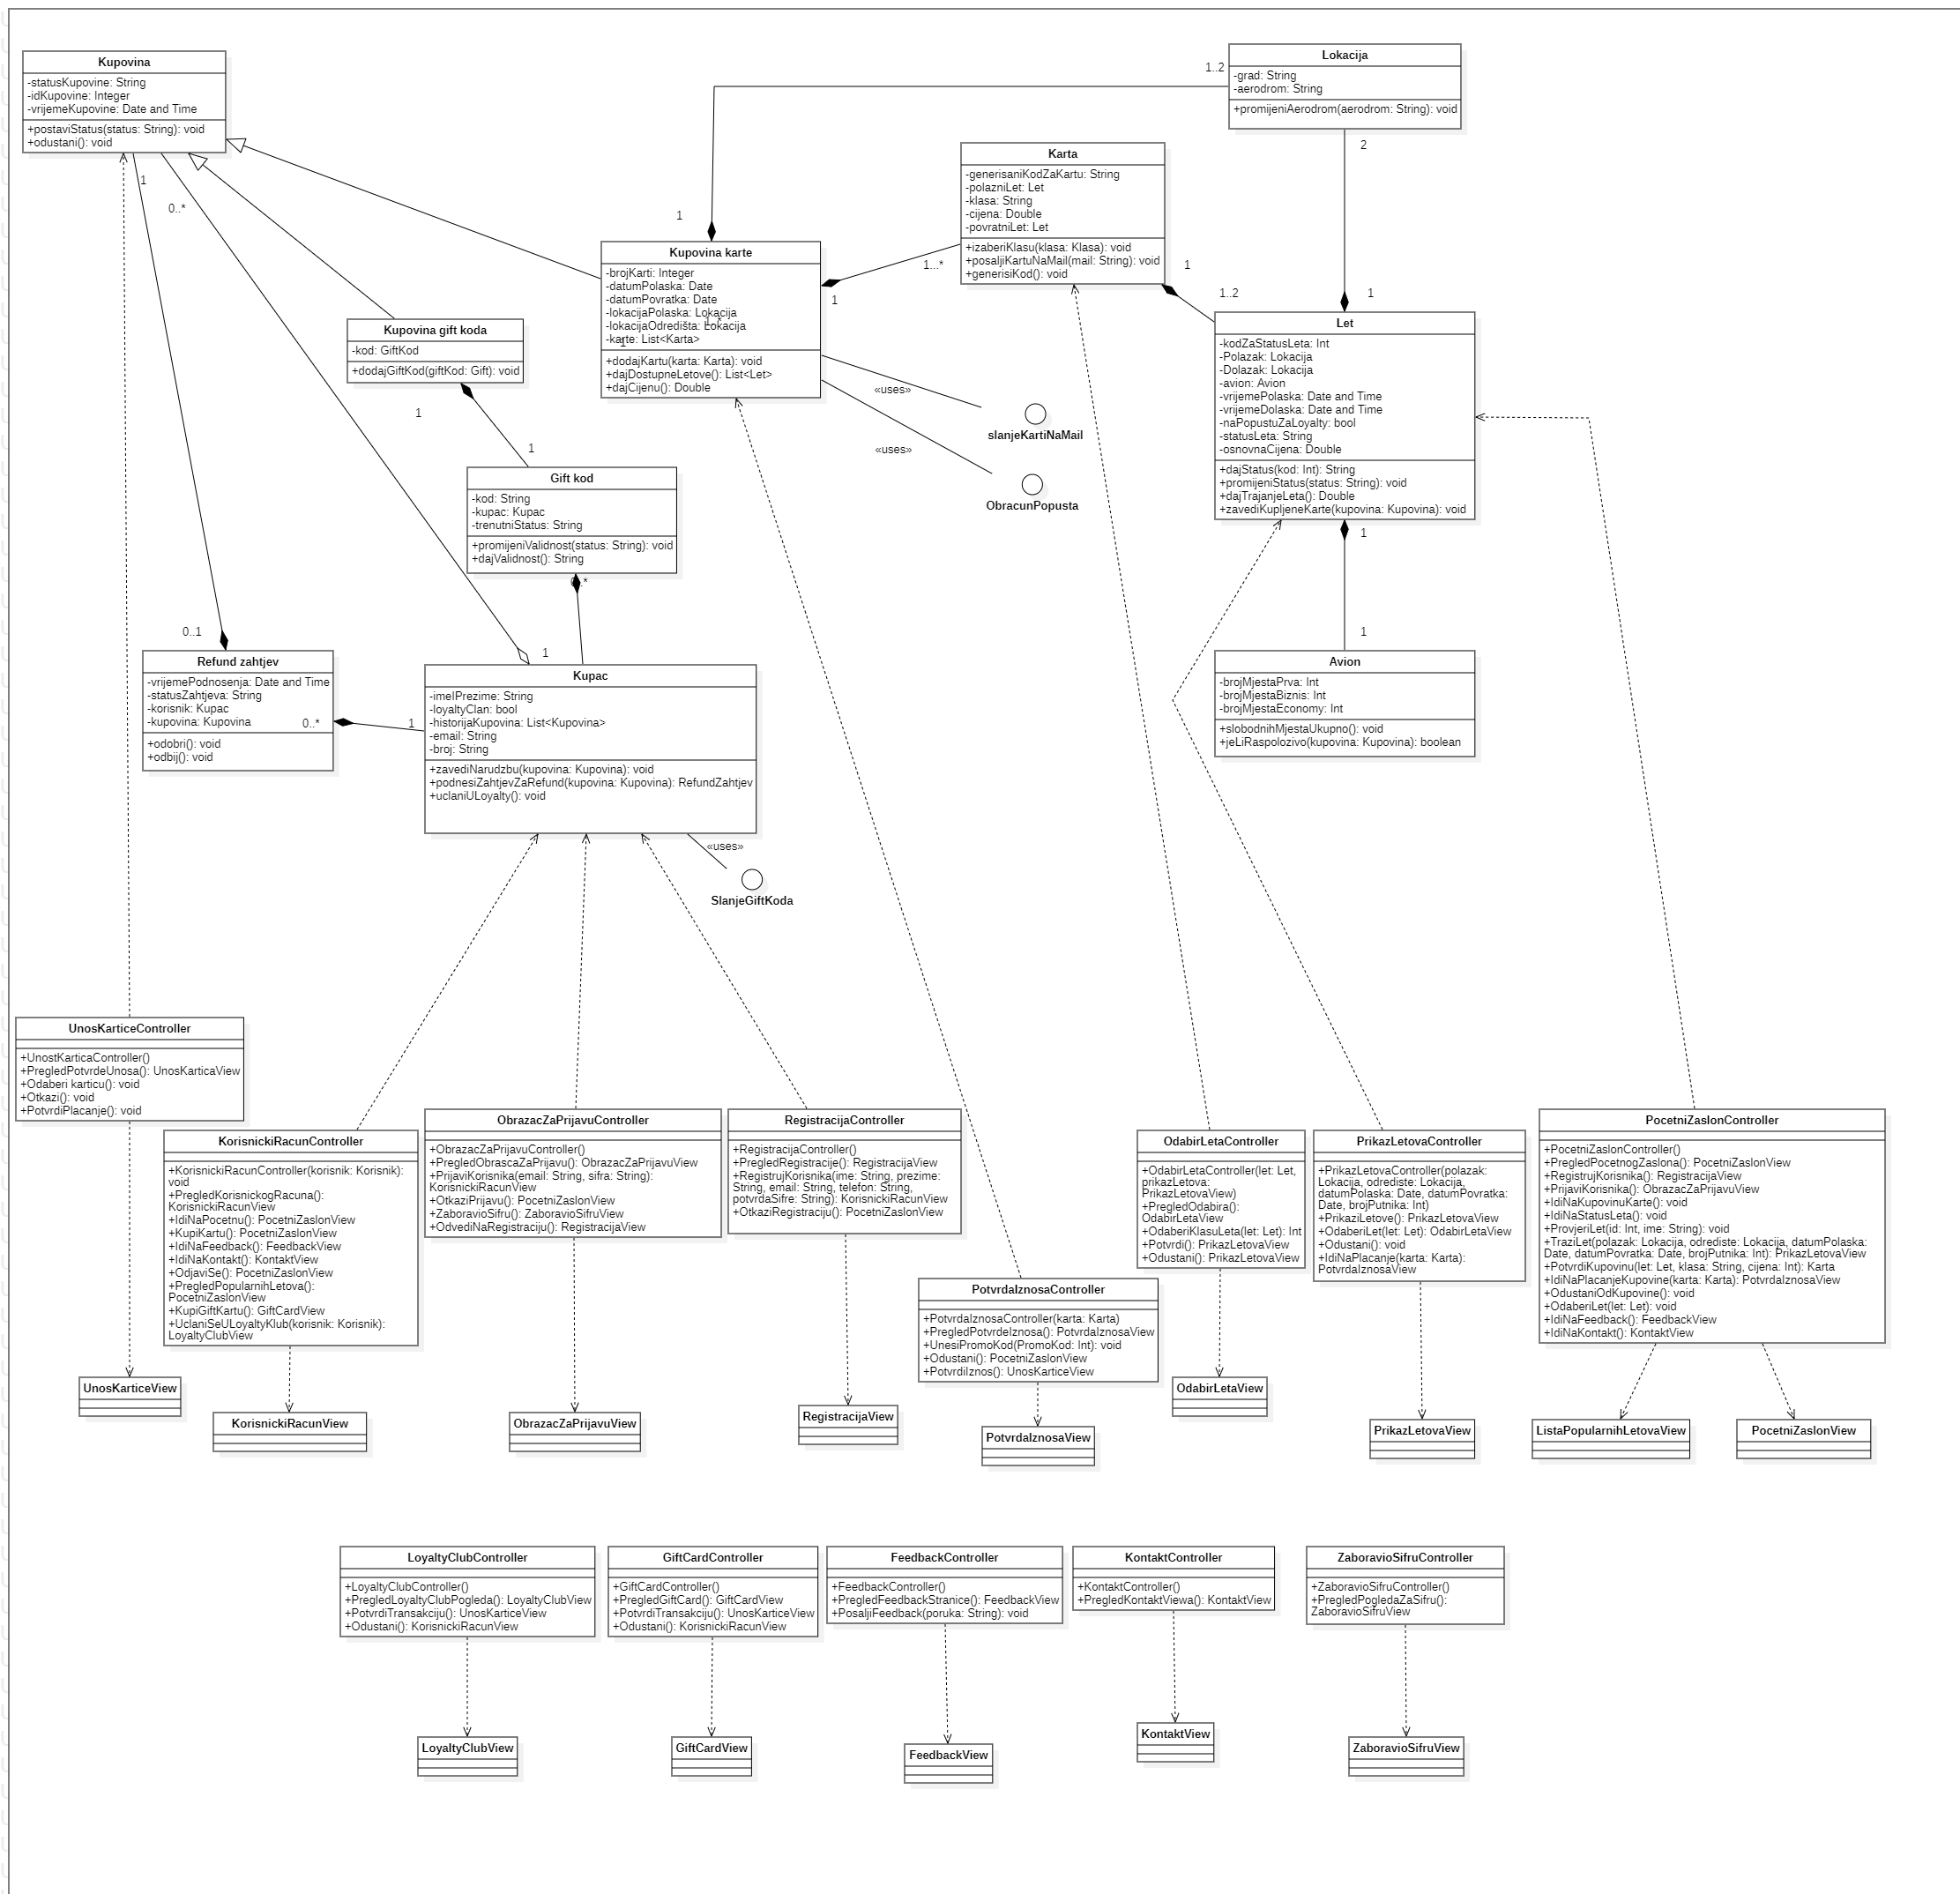 Kupovina
-statusKupovine: String
-idKupovine: Integer
-vrijemeKupovine: Date and Time
+postaviStatus(status: String): void
+odustani(): void
1
0..*
Lokacija
-grad: String
-aerodrom: String
+promijeniAerodrom(aerodrom: String): void
1..2
2
1
Karta
-generisaniKodZaKartu: String
-polazniLet: Let
-klasa: String
-cijena: Double
-povratniLet: Let
+izaberiKlasu(klasa: Klasa): void
+posaljiKartuNaMail(mail: String): void
+generisiKod(): void
1
1..2
1
Kupovina karte
-brojKarti: Integer
-datumPolaska: Date
-datumPovratka: Date
-lokacijaPolaska: Lokacija
-lokacijaOdredišta: Lokacija
-karte: List<Karta>
+dodajKartu(karta: Karta): void
+dajDostupneLetove(): List<Let>
+dajCijenu(): Double
1...*
1
1
«uses»
slanjeKartiNaMail
«uses»
ObracunPopusta
Kupovina gift koda
-kod: GiftKod
+dodajGiftKod(giftKod: Gift): void
1
1
Let
-kodZaStatusLeta: Int
-Polazak: Lokacija
-Dolazak: Lokacija
-avion: Avion
-vrijemePolaska: Date and Time
-vrijemeDolaska: Date and Time
-naPopustuZaLoyalty: bool
-statusLeta: String
-osnovnaCijena: Double
+dajStatus(kod: Int): String
+promijeniStatus(status: String): void
+dajTrajanjeLeta(): Double
+zavediKupljeneKarte(kupovina: Kupovina): void
1
1
Gift kod
-kod: String
-kupac: Kupac
-trenutniStatus: String
+promijeniValidnost(status: String): void
+dajValidnost(): String
0..*
0..1
Refund zahtjev
-vrijemePodnosenja: Date and Time
-statusZahtjeva: String
-korisnik: Kupac
-kupovina: Kupovina
+odobri(): void
+odbij(): void
0..*
1
1
Kupac
-imeIPrezime: String
-loyaltyClan: bool
-historijaKupovina: List<Kupovina>
-email: String
-broj: String
+zavediNarudzbu(kupovina: Kupovina): void
+podnesiZahtjevZaRefund(kupovina: Kupovina): RefundZahtjev
+uclaniULoyalty(): void
«uses»
SlanjeGiftKoda
Avion
-brojMjestaPrva: Int
-brojMjestaBiznis: Int
-brojMjestaEconomy: Int
+slobodnihMjestaUkupno(): void
+jeLiRaspolozivo(kupovina: Kupovina): boolean
UnosKarticeController
+UnostKarticaController()
+PregledPotvrdeUnosa(): UnosKarticaView
+Odaberi karticu(): void
+Otkazi(): void
+PotvrdiPlacanje(): void
KorisnickiRacunController
+KorisnickiRacunController(korisnik: Korisnik):
void
+PregledKorisnickogRacuna():
KorisnickiRacunView
+IdiNaPocetnu(): PocetniZaslonView
+KupiKartu(): PocetniZaslonView
+IdiNaFeedback(): FeedbackView
+IdiNaKontakt(): KontaktView
+OdjaviSe(): PocetniZaslonView
+PregledPopularnihLetova():
PocetniZaslonView
+KupiGiftKartu(): GiftCardView
+UclaniSeULoyaltyKlub(korisnik: Korisnik):
LoyaltyClubView
ObrazacZaPrijavuController
+ObrazacZaPrijavuController()
+PregledObrascaZaPrijavu(): ObrazacZaPrijavuView
+PrijaviKorisnika(email: String, sifra: String):
KorisnickiRacunView
+OtkaziPrijavu(): PocetniZaslonView
+ZaboravioSifru(): ZaboravioSifruView
+OdvediNaRegistraciju(): RegistracijaView
RegistracijaController
+RegistracijaController()
+PregledRegistracije(): RegistracijaView
+RegistrujKorisnika(ime: String, prezime:
String, email: String, telefon: String,
potvrdaSifre: String): KorisnickiRacunView
+OtkaziRegistraciju(): PocetniZaslonView
PotvrdaIznosaController
+PotvrdaIznosaController(karta: Karta)
+PregledPotvrdeIznosa(): PotvrdaIznosaView
+UnesiPromoKod(PromoKod: Int): void
+Odustani(): PocetniZaslonView
+PotvrdiIznos(): UnosKarticeView
OdabirLetaController
+OdabirLetaController(let: Let,
prikazLetova:
PrikazLetovaView)
+PregledOdabira():
OdabirLetaView
+OdaberiKlasuLeta(let: Let): Int
+Potvrdi(): PrikazLetovaView
+Odustani(): PrikazLetovaView
PrikazLetovaController
+PrikazLetovaController(polazak:
Lokacija, odrediste: Lokacija,
datumPolaska: Date, datumPovratka:
Date, brojPutnika: Int)
+PrikaziLetove(): PrikazLetovaView
+OdaberiLet(let: Let): OdabirLetaView
+Odustani(): void
+IdiNaPlacanje(karta: Karta):
PotvrdaIznosaView
PocetniZaslonController
+PocetniZaslonController()
+PregledPocetnogZaslona(): PocetniZaslonView
+RegistrujKorisnika(): RegistracijaView
+PrijaviKorisnika(): ObrazacZaPrijavuView
+IdiNaKupovinuKarte(): void
+IdiNaStatusLeta(): void
+ProvjeriLet(id: Int, ime: String): void
+TraziLet(polazak: Lokacija, odrediste: Lokacija, datumPolaska:
Date, datumPovratka: Date, brojPutnika: Int): PrikazLetovaView
+PotvrdiKupovinu(let: Let, klasa: String, cijena: Int): Karta
+IdiNaPlacanjeKupovine(karta: Karta): PotvrdaIznosaView
+OdustaniOdKupovine(): void
+OdaberiLet(let: Let): void
+IdiNaFeedback(): FeedbackView
+IdiNaKontakt(): KontaktView
UnosKarticeView
KorisnickiRacunView
ObrazacZaPrijavuView
RegistracijaView
PotvrdaIznosaView
OdabirLetaView
PrikazLetovaView
ListaPopularnihLetovaView
PocetniZaslonView
LoyaltyClubController
+LoyaltyClubController()
+PregledLoyaltyClubPogleda(): LoyaltyClubView
+PotvrdiTransakciju(): UnosKarticeView
+Odustani(): KorisnickiRacunView
GiftCardController
+GiftCardController()
+PregledGiftCard(): GiftCardView
+PotvrdiTransakciju(): UnosKarticeView
+Odustani(): KorisnickiRacunView
FeedbackController
+FeedbackController()
+PregledFeedbackStranice(): FeedbackView
+PosaljiFeedback(poruka: String): void
KontaktController
+KontaktController()
+PregledKontaktViewa(): KontaktView
ZaboravioSifruController
+ZaboravioSifruController()
+PregledPogledaZaSifru():
ZaboravioSifruView
LoyaltyClubView
GiftCardView
FeedbackView
KontaktView
ZaboravioSifruView